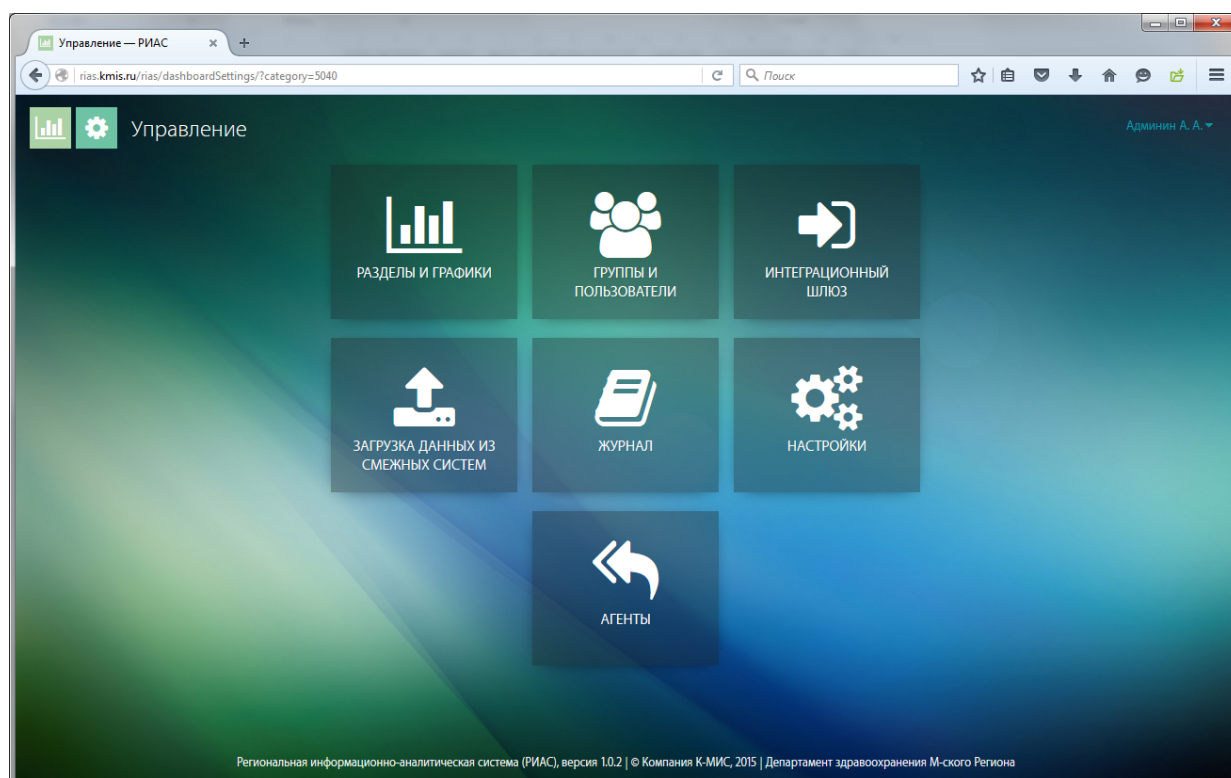 Управление — РИАС
rias.kmis.ru/rias/dashboardSettings/?category=5040
Поиск
Управление
Админин А. А.
РАЗДЕЛЫ И ГРАФИКИ
ГРУППЫ И
ПОЛЬЗОВАТЕЛИ
ИНТЕГРАЦИОННЫЙ
ШЛЮЗ
ЗАГРУЗКА ДАННЫХ ИЗ
СМЕЖНЫХ СИСТЕМ
ЖУРНАЛ
НАСТРОЙКИ
АГЕНТЫ
Региональная информационно-аналитическая система (РИАС), версия 1.0.2 | © Компания К-МИС, 2015 | Департамент здравоохранения М-ского Региона